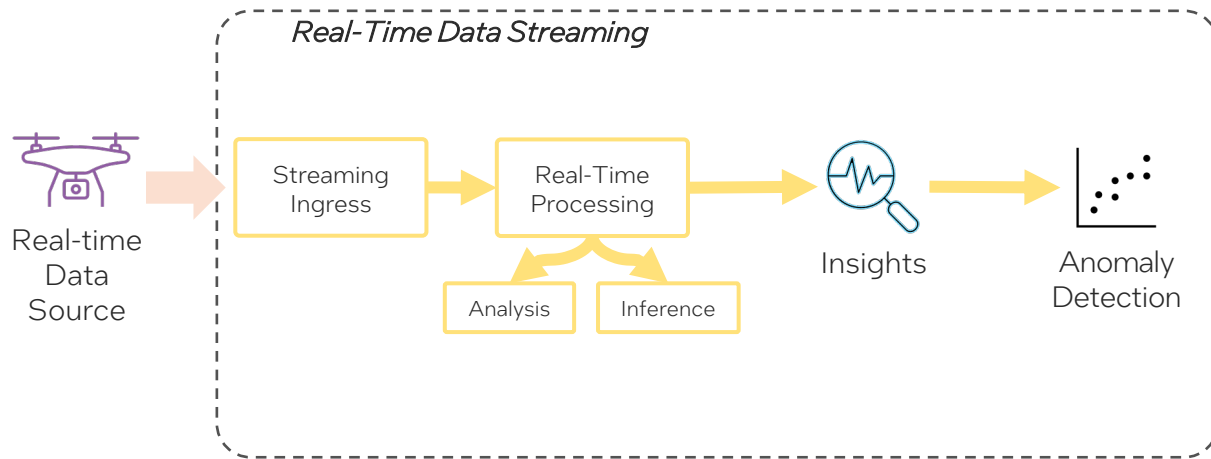 Real-Time Data Streaming
Real-time
Data
Source
Streaming
Ingress
Real-Time
Processing
Analysis
Inference
Insights
Anomaly
Detection